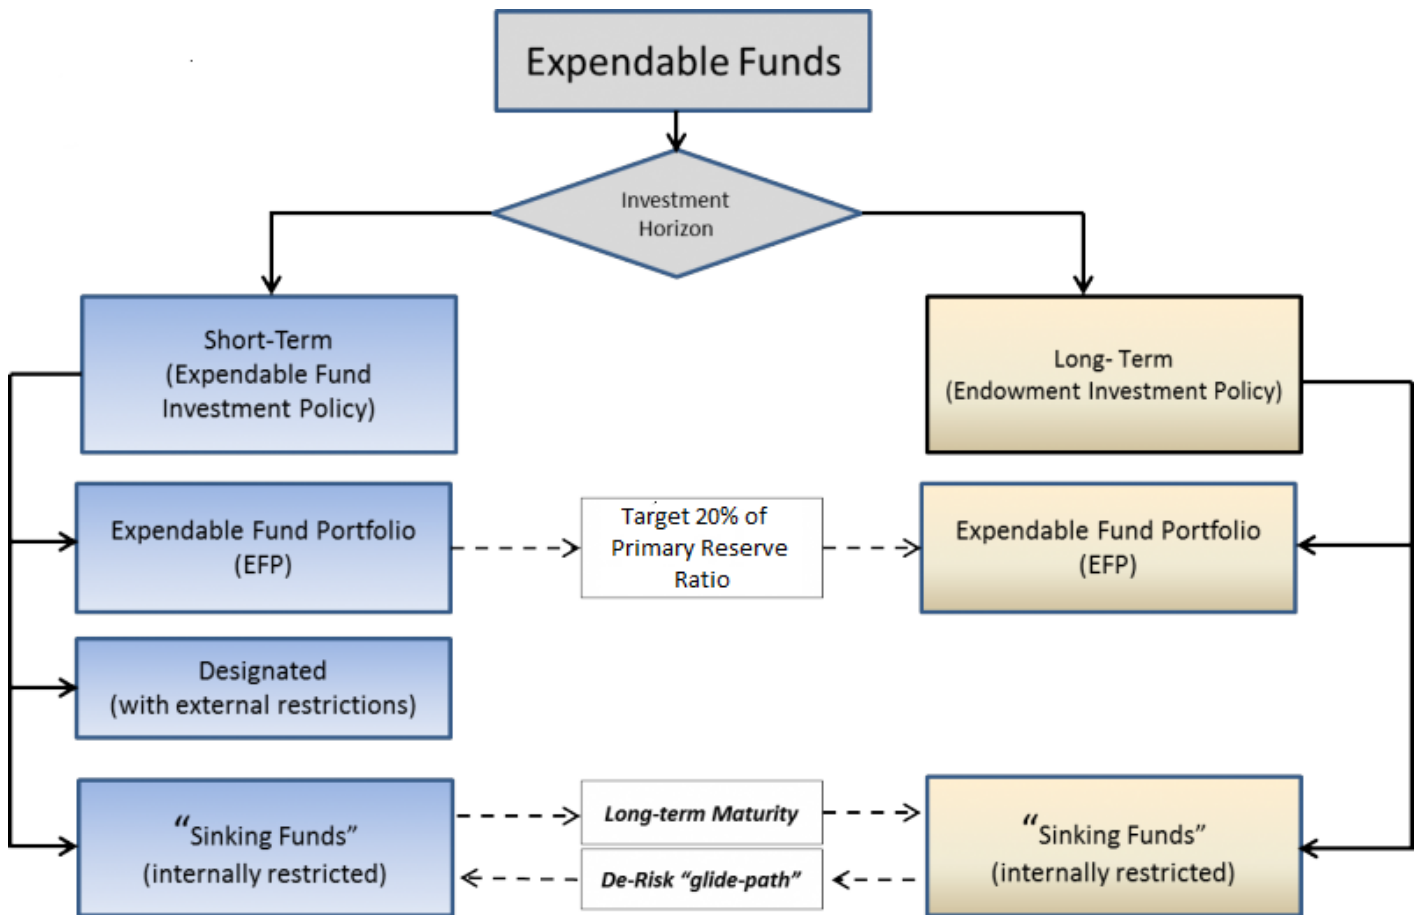 Expendable Funds
Investment
Horizon
Short-Term
(Expendable Fund
Investment Policy)
Long- Term
(Endowment Investment Policy)
Expendable Fund Portfolio
(EFP)
Target 20% of
Primary Reserve
Ratio
Expendable Fund Portfolio
(EFP)
Designated
(with external restrictions)
“Sinking Funds”
(internally restricted)
Long-term Maturity
De-Risk “glide-path”
“Sinking Funds”
(internally restricted)